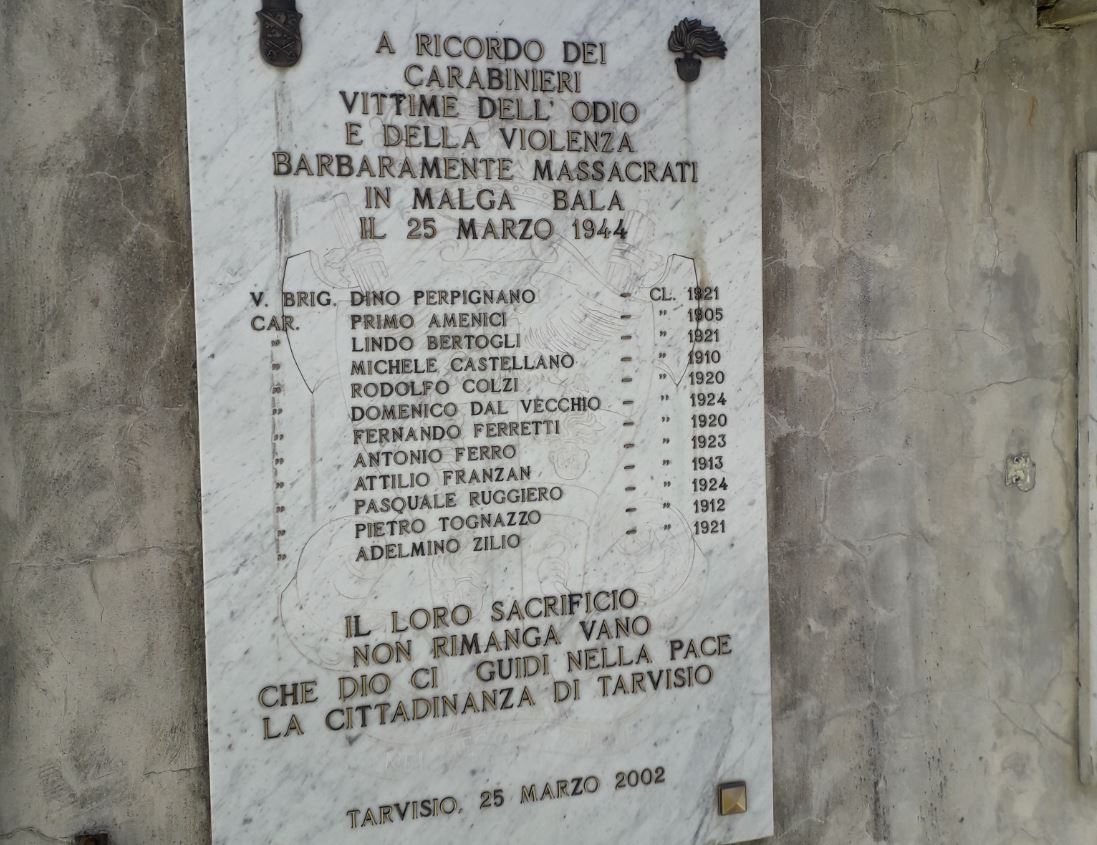 A RICORDO DEI
CARABINIERI
VITTIME DELL' ODIO
E DELLA VIOLENZA
BARBARAMENTE MASSACRATI
IN MALGA BALA
IL 25 MARZO 1944
V. BRIG. DINO PERPIGNANO - CL. 1921
CAR. PRIMO AMENICI - " 1905
" LINDO BERTOGLI - " 1921
" MICHELE CASTELLANO - " 1910
" RODOLFO COLZI - " 1920
" DOMENICO DAL VECCHIO - " 1924
" FERNANDO FERRETTI - " 1920
" ANTONIO FERRO - " 1923
" ATTILIO FRANZAN - " 1913
" PASQUALE RUGGIERO - " 1924
" PIETRO TOGNAZZO - " 1912
" ADELMINO ZILIO - " 1921
IL LORO SACRIFICIO
NON RIMANGA VANO
CHE DIO CI GUIDI NELLA PACE
LA CITTADINANZA DI TARVISIO
TARVISIO, 25 MARZO 2002